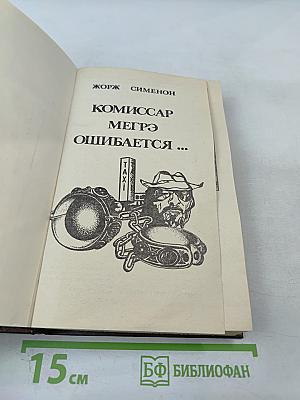 ЖОРЖ СИМЕНОН
КОМИССАР
МЕГРЭ
ОШИБАЕТСЯ ...
TAXI
15 см
БФ БИБЛИОФАН